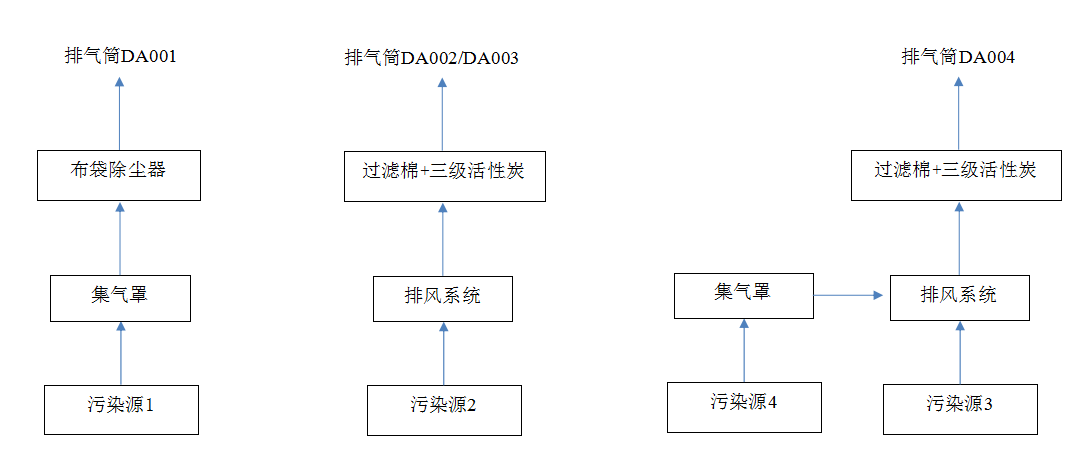 排气筒DA001
排气筒DA002/DA003
排气筒DA004
布袋除尘器
过滤棉+三级活性炭
过滤棉+三级活性炭
集气罩
排风系统
集气罩
排风系统
污染源1
污染源2
污染源4
污染源3